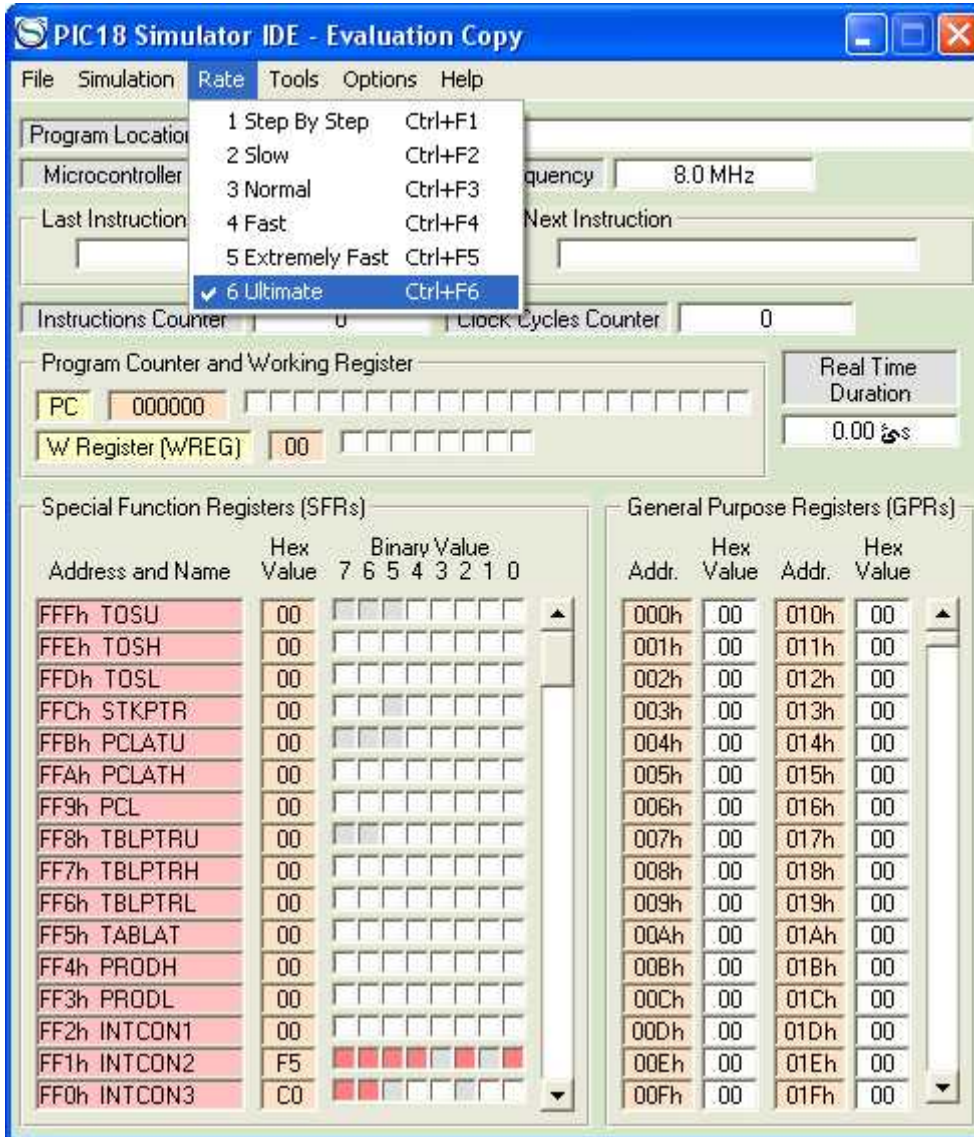 PIC18 Simulator IDE - Evaluation Copy
File Simulation Rate Tools Options Help
1 Step By Step Ctrl+F1
2 Slow Ctrl+F2
3 Normal Ctrl+F3
4 Fast Ctrl+F4
5 Extremely Fast Ctrl+F5
6 Ultimate Ctrl+F6
Program Location
Microcontroller quency 8.0 MHz
Last Instruction Next Instruction
Instructions Counter 0 Clock Cycles Counter 0
Program Counter and Working Register
PC 000000
W Register (WREG) 00
Real Time
Duration
0.00 s
Special Function Registers (SFRs) General Purpose Registers (GPRs)
Hex Binary Value Hex Hex
Address and Name Value 7 6 5 4 3 2 1 0 Addr. Value Addr. Value
FFFh TOSU 00 000h 00 010h 00
FFEh TOSH 00 001h 00 011h 00
FFDh TOSL 00 002h 00 012h 00
FFCh STKPTR 00 003h 00 013h 00
FFBh PCLATU 00 004h 00 014h 00
FFAh PCLATH 00 005h 00 015h 00
FF9h PCL 00 006h 00 016h 00
FF8h TBLPTRU 00 007h 00 017h 00
FF7h TBLPTRH 00 008h 00 018h 00
FF6h TBLPTRL 00 009h 00 019h 00
FF5h TABLAT 00 00Ah 00 01Ah 00
FF4h PRODH 00 00Bh 00 01Bh 00
FF3h PRODL 00 00Ch 00 01Ch 00
FF2h INTCON1 00 00Dh 00 01Dh 00
FF1h INTCON2 F5 00Eh 00 01Eh 00
FF0h INTCON3 C0 00Fh 00 01Fh 00